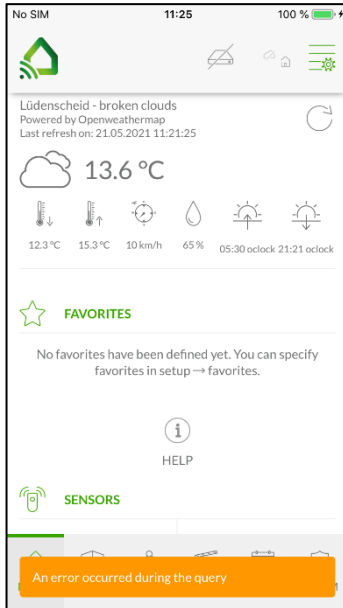 No SIM 11:25 100 %
Lüdenscheid - broken clouds
Powered by Openweathermap
Last refresh on: 21.05.2021 11:21:25
13.6 °C
12.3 °C 15.3 °C 10 km/h 65 % 05:30 oclock 21:21 oclock
FAVORITES
No favorites have been defined yet. You can specify
favorites in setup → favorites.
HELP
SENSORS
An error occurred during the query